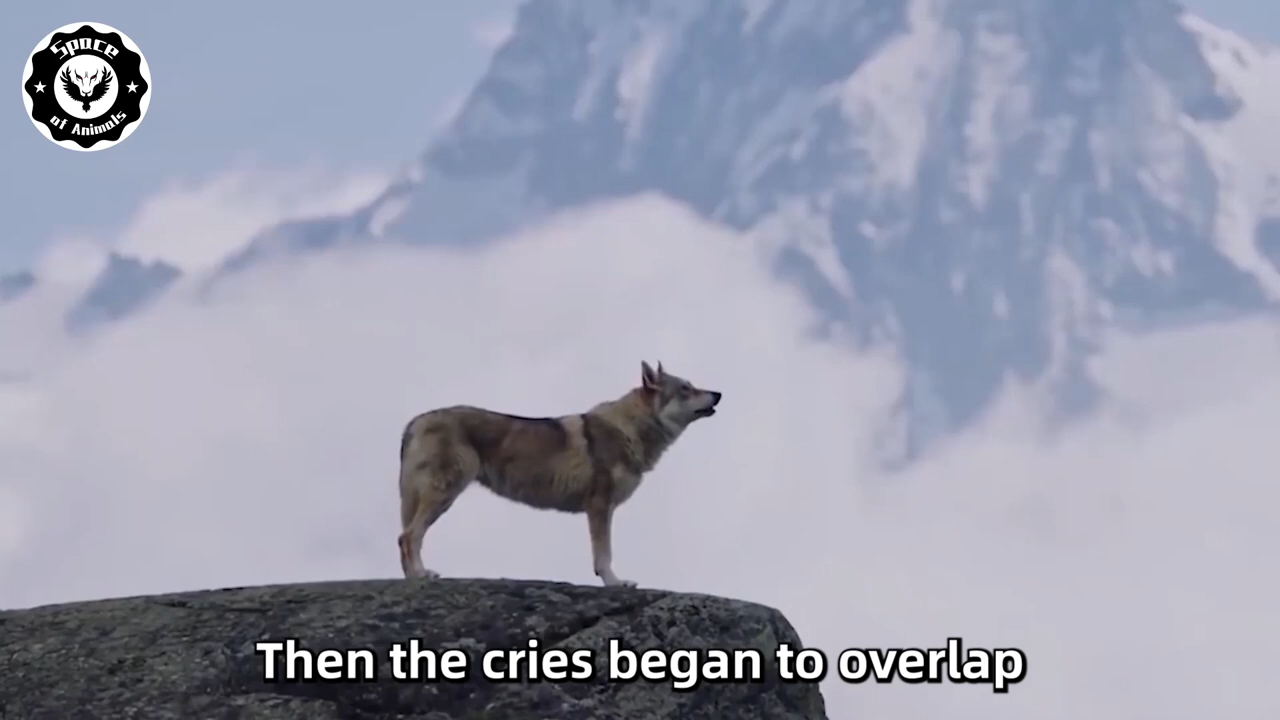 Space
of Animals
Then the cries began to overlap